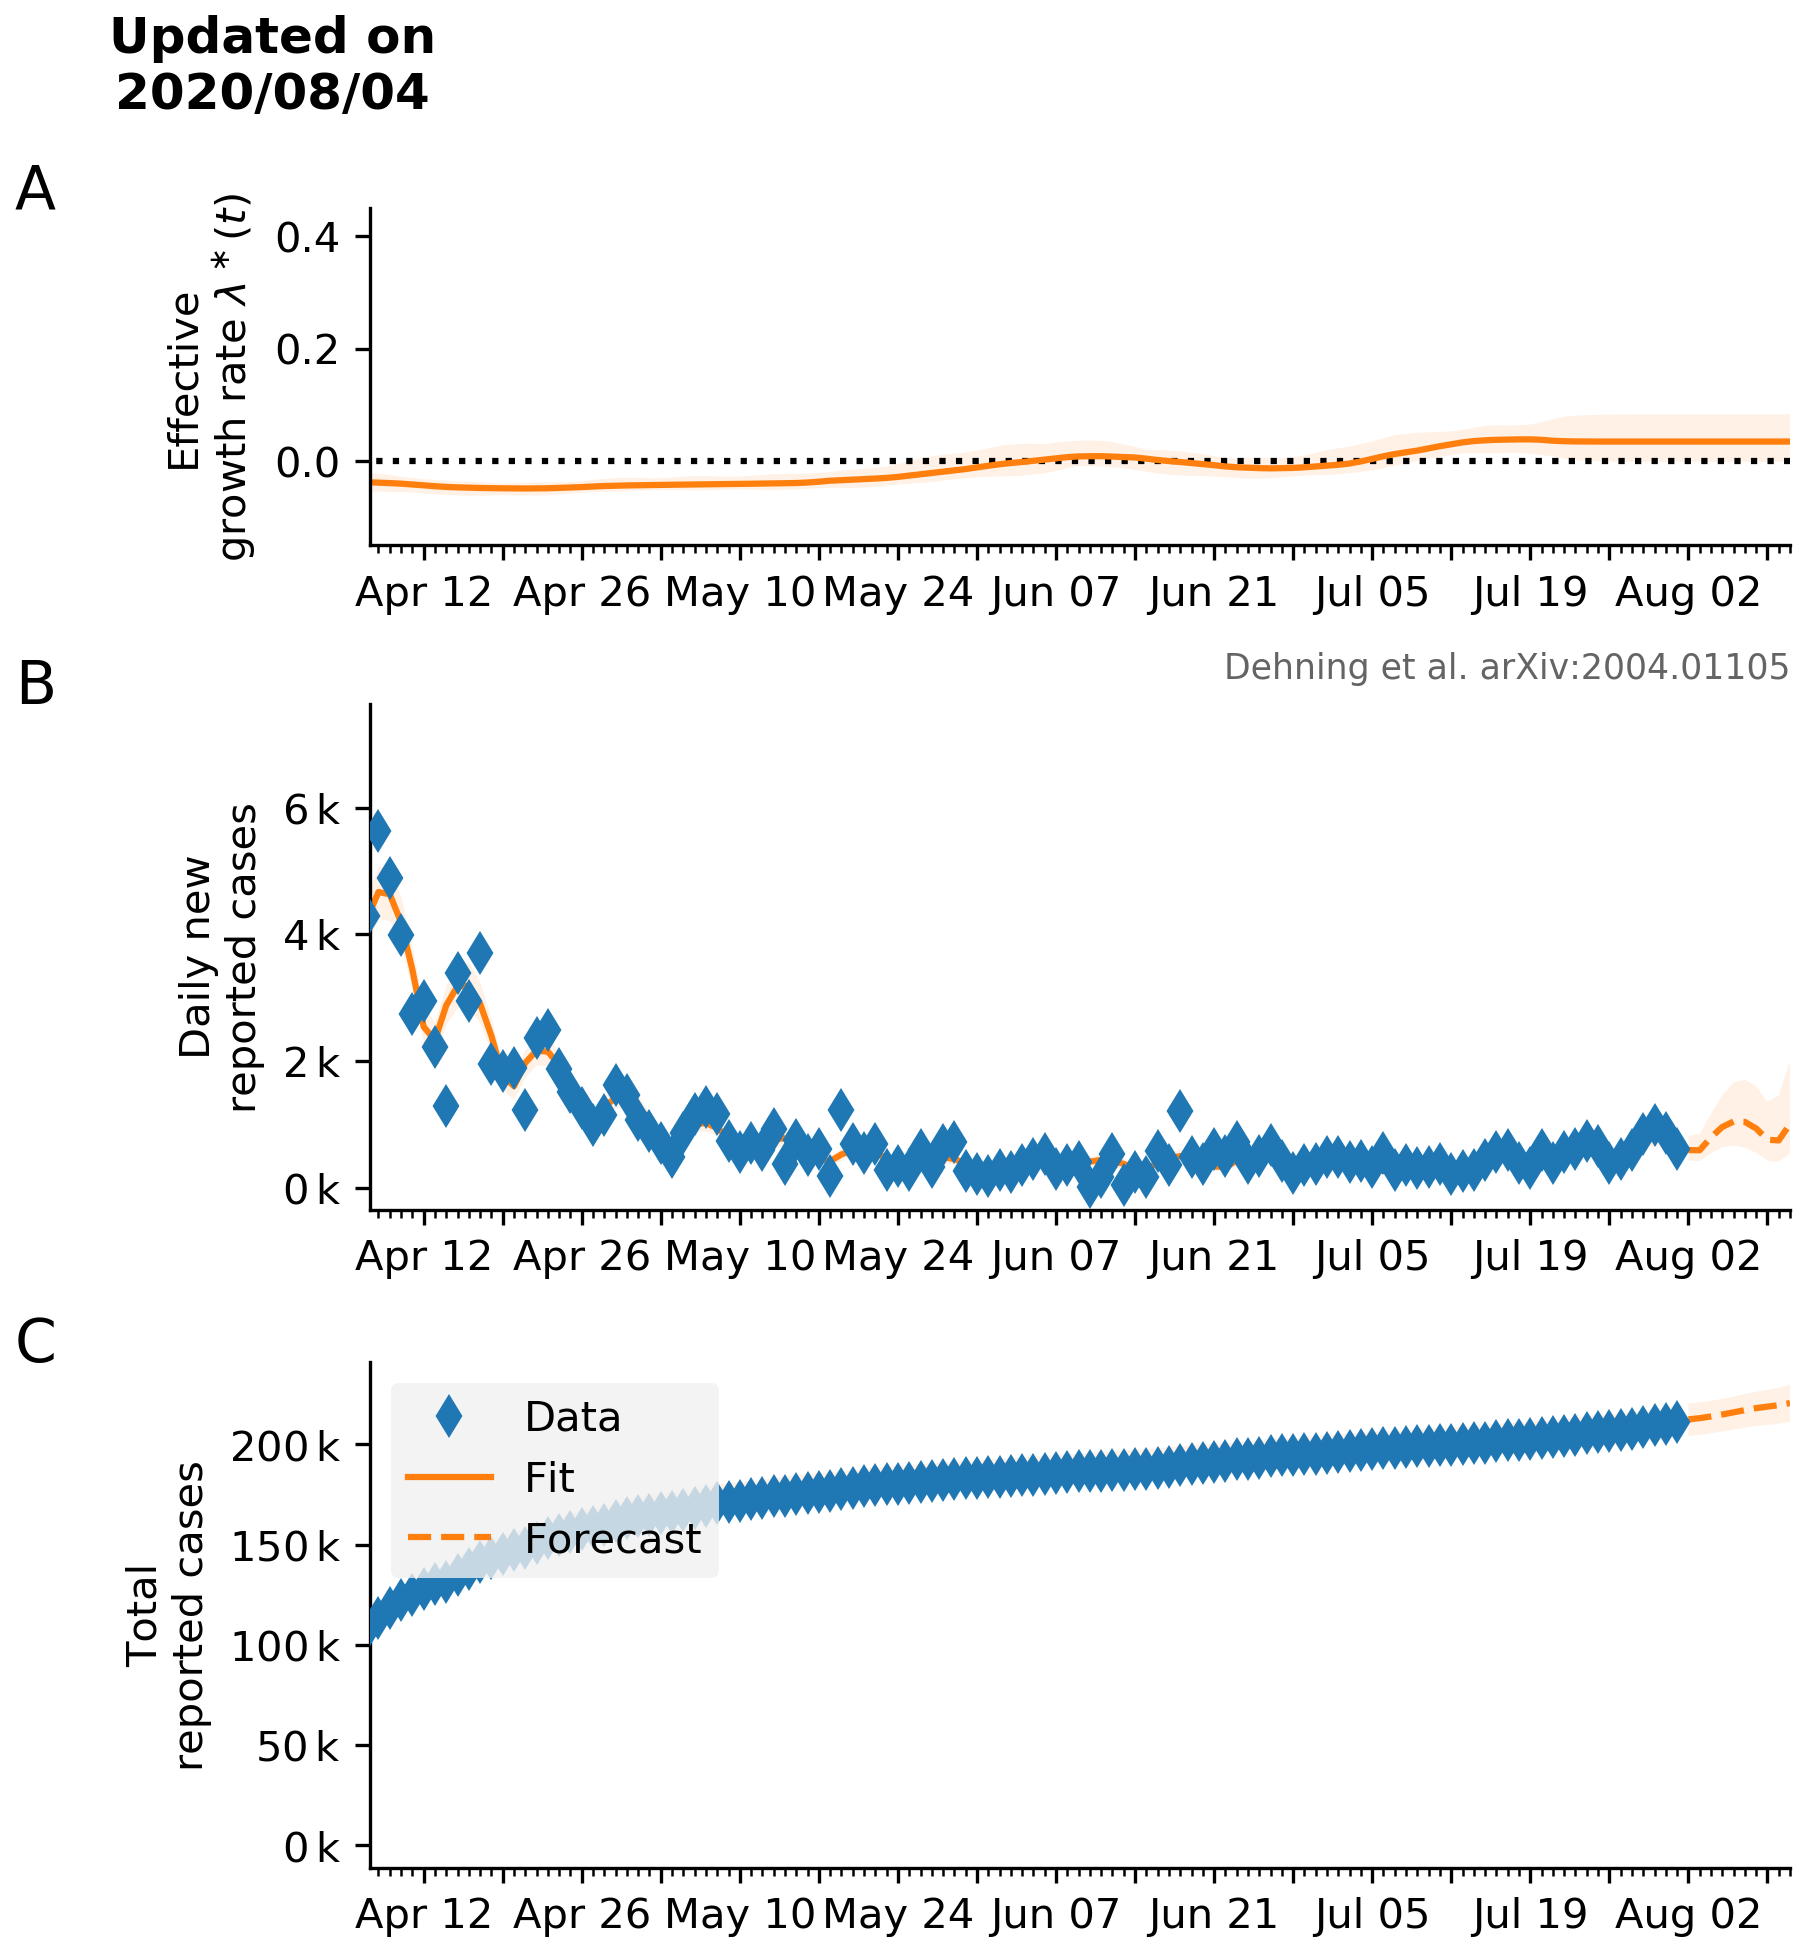 Updated on
2020/08/04
A
Effective
growth rate λ * (t)
0.4
0.2
0.0
Apr 12 Apr 26 May 10 May 24 Jun 07 Jun 21 Jul 05 Jul 19 Aug 02
B
Dehning et al. arXiv:2004.01105
Daily new
reported cases
6 k
4 k
2 k
0 k
Apr 12 Apr 26 May 10 May 24 Jun 07 Jun 21 Jul 05 Jul 19 Aug 02
C
Total
reported cases
200 k
150 k
100 k
50 k
0 k
Data
Fit
Forecast
Apr 12 Apr 26 May 10 May 24 Jun 07 Jun 21 Jul 05 Jul 19 Aug 02